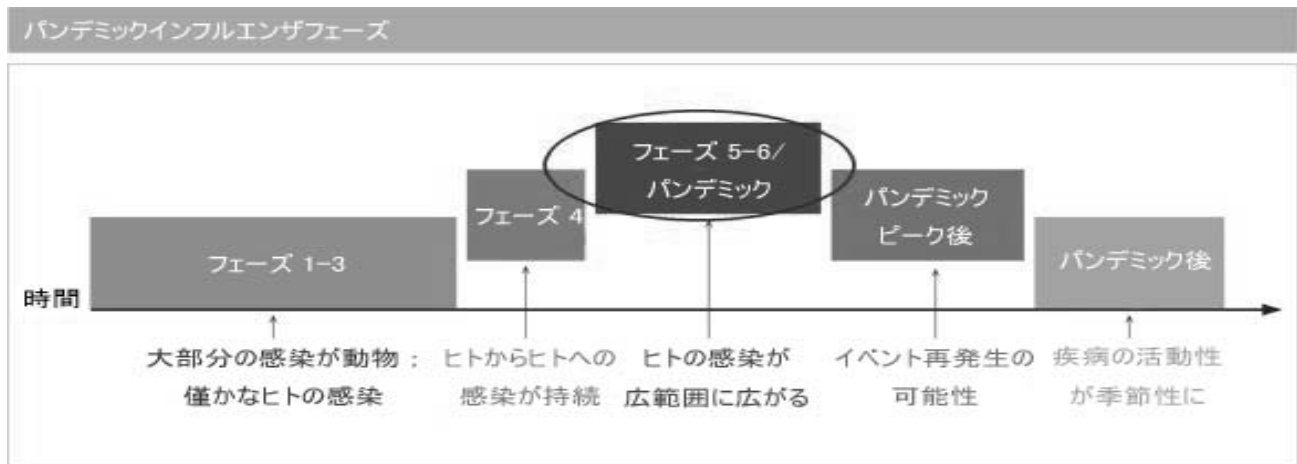 パンデミックインフルエンザフェーズ
フェーズ 5-6/
パンデミック
フェーズ 4
パンデミック
ピーク後
フェーズ 1-3
パンデミック後
時間
大部分の感染が動物：
僅かなヒトの感染
ヒトからヒトへの
感染が持続
ヒトの感染が
広範囲に広がる
イベント再発生の
可能性
疾病の活動性
が季節性に